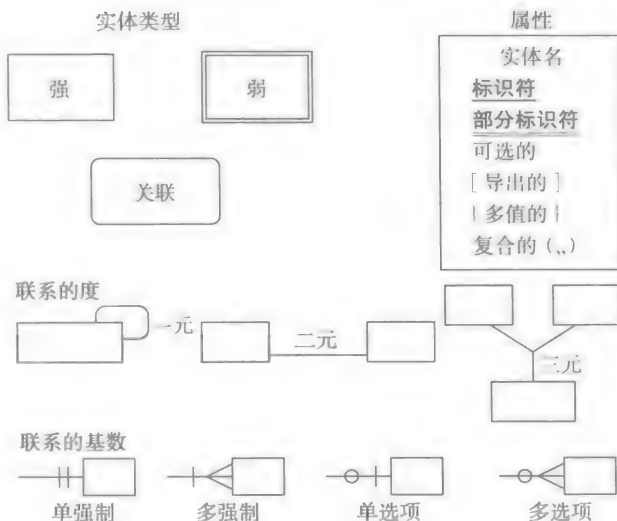 实体类型
强
弱
关联
属性
实体名
标识符
部分标识符
可选的
[ 导出的 ]
{ 多值的 }
复合的 (,,)
联系的度
一元
二元
三元
联系的基数
单强制
多强制
单选项
多选项